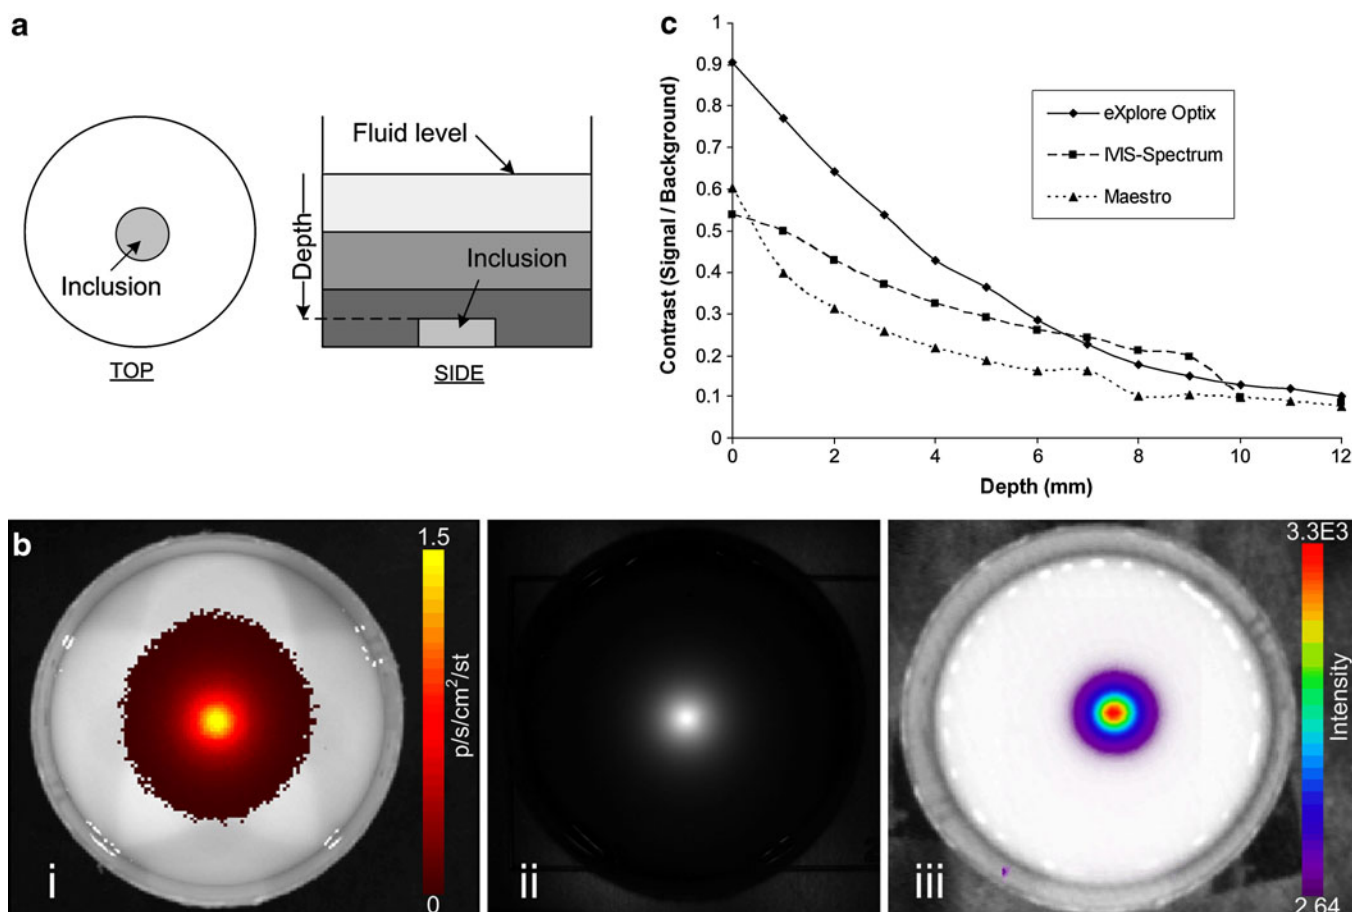 a
Fluid level
Depth
Inclusion
Inclusion
TOP
SIDE
c
Contrast (Signal / Background)
1
0.9
0.8
0.7
0.6
0.5
0.4
0.3
0.2
0.1
0
0 2 4 6 8 10 12
Depth (mm)
eXplore Optix
IVIS-Spectrum
Maestro
b
1.5
p/s/cm²/st
0
i
ii
3.3E3
Intensity
2.64
iii